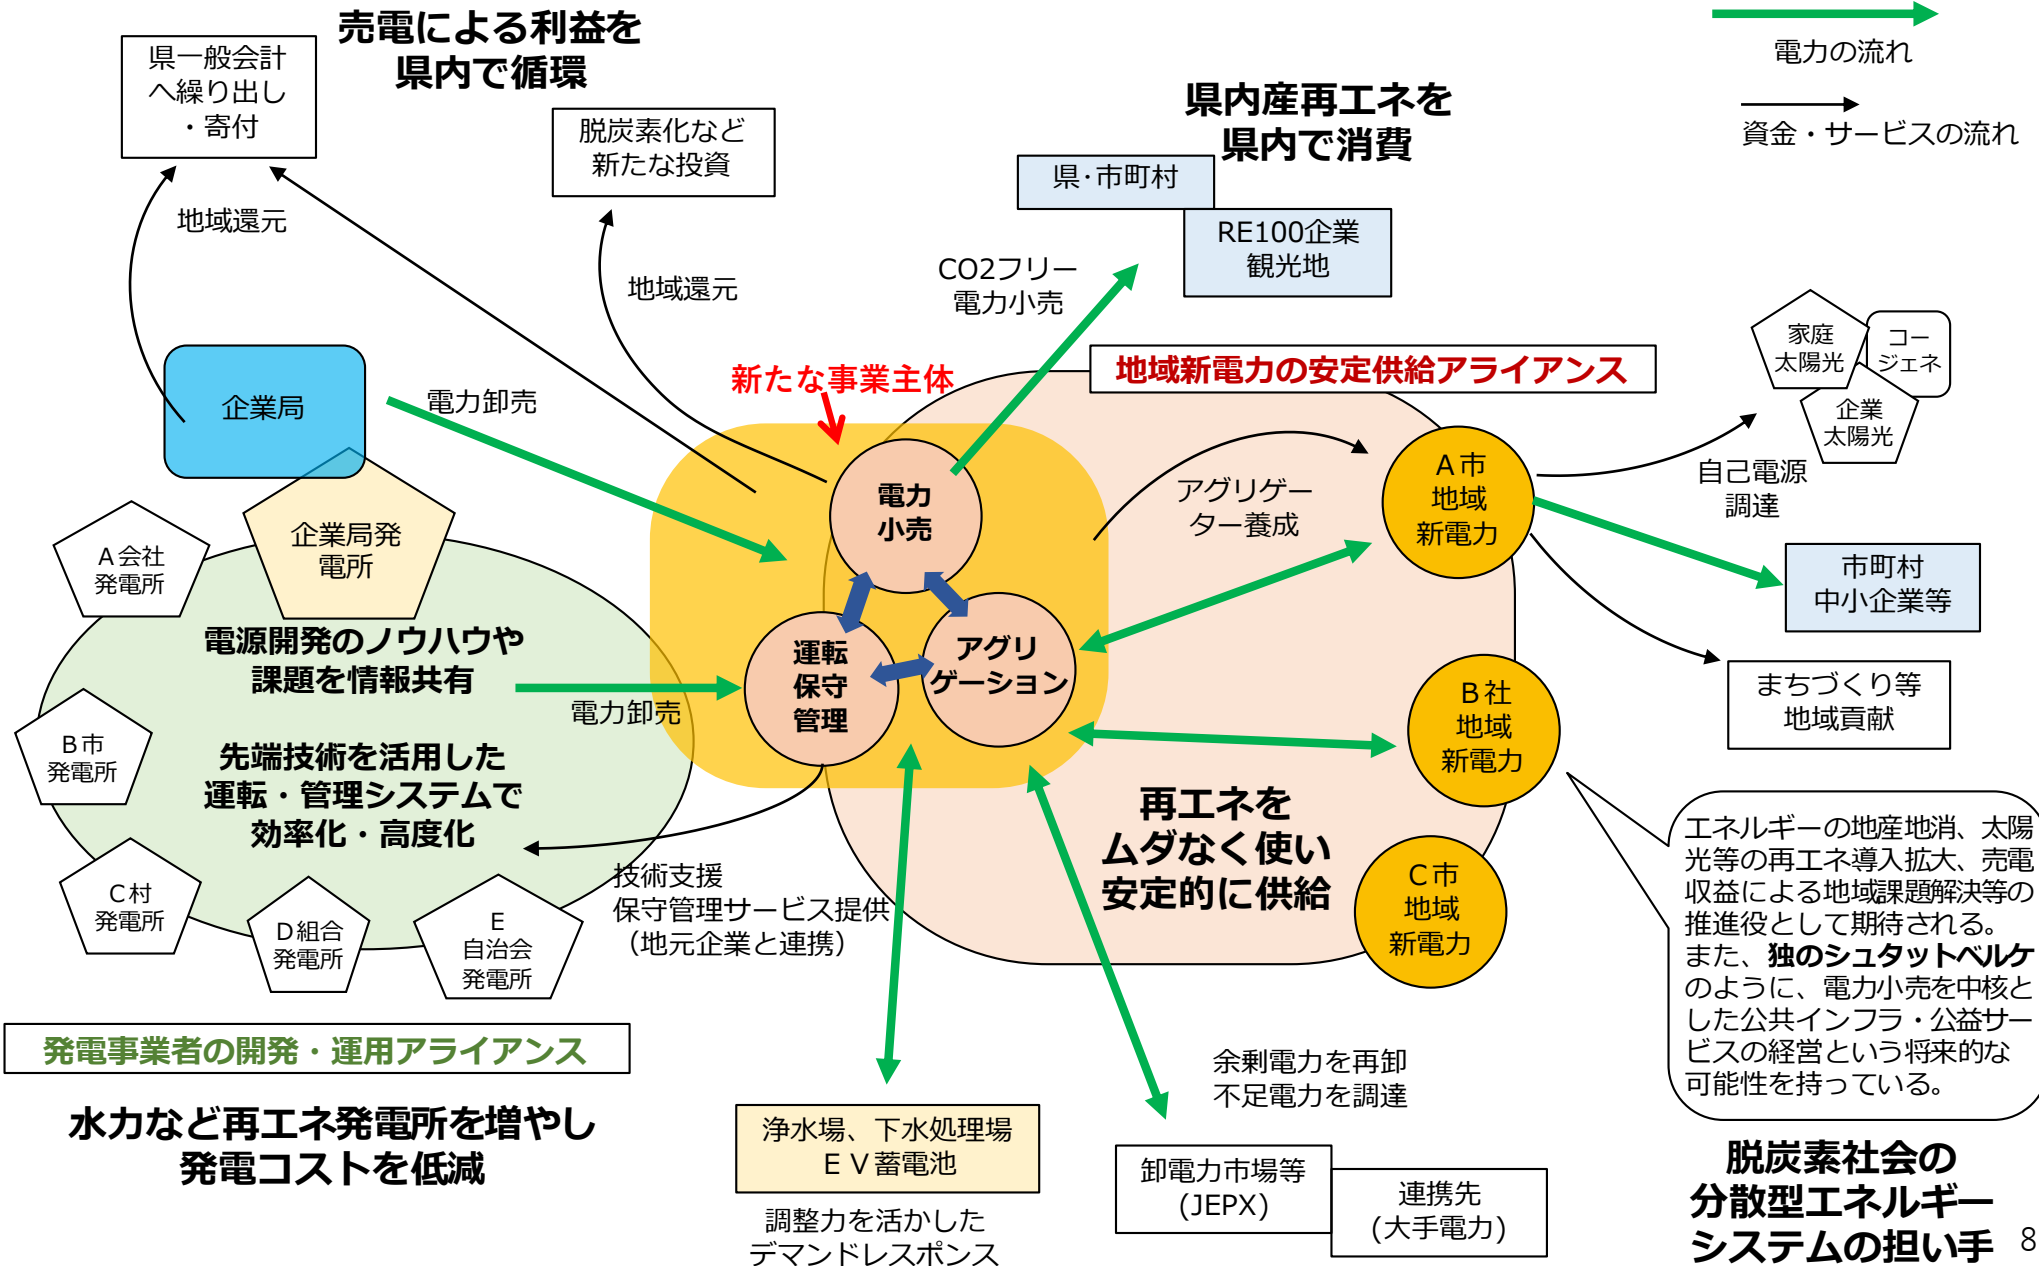 売電による利益を
県内で循環
県一般会計
へ繰り出し
・寄付
脱炭素化など
新たな投資
県内産再エネを
県内で消費
電力の流れ
資金・サービスの流れ
県・市町村
RE100企業
観光地
地域還元
地域還元
CO2フリー
電力小売
家庭
太陽光
コー
ジェネ
企業
太陽光
新たな事業主体
地域新電力の安定供給アライアンス
企業局
電力卸売
電力
小売
アグリゲー
ター養成
A市
地域
新電力
自己電源
調達
企業局発
電所
A会社
発電所
市町村
中小企業等
電源開発のノウハウや
課題を情報共有
電力卸売
運転
保守
管理
アグリ
ゲーション
B社
地域
新電力
まちづくり等
地域貢献
B市
発電所
先端技術を活用した
運転・管理システムで
効率化・高度化
再エネを
ムダなく使い
安定的に供給
C市
地域
新電力
C村
発電所
D組合
発電所
E
自治会
発電所
技術支援
保守管理サービス提供
（地元企業と連携）
エネルギーの地産地消、太陽
光等の再エネ導入拡大、売電
収益による地域課題解決等の
推進役として期待される。
また、独のシュタットベルケ
のように、電力小売を中核と
した公共インフラ・公益サー
ビスの経営という将来的な
可能性を持っている。
発電事業者の開発・運用アライアンス
水力など再エネ発電所を増やし
発電コストを低減
浄水場、下水処理場
EV蓄電池
調整力を活かした
デマンドレスポンス
余剰電力を再卸
不足電力を調達
卸電力市場等
(JEPX)
連携先
(大手電力)
脱炭素社会の
分散型エネルギー
システムの担い手
8